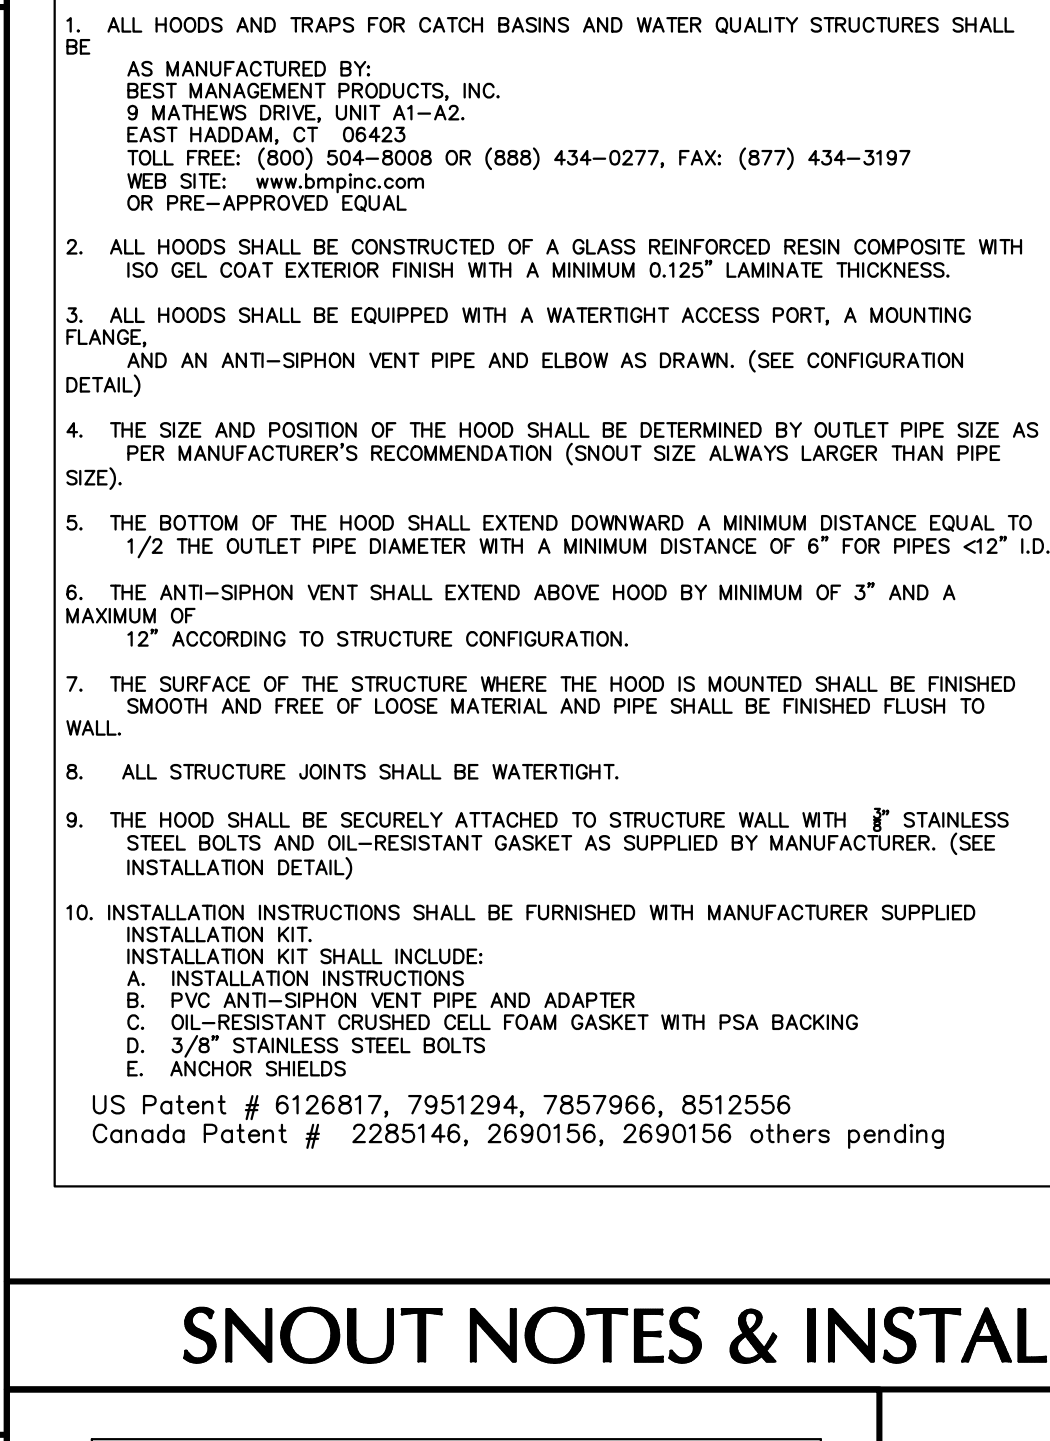 1. ALL HOODS AND TRAPS FOR CATCH BASINS AND WATER QUALITY STRUCTURES SHALL
BE
AS MANUFACTURED BY:
BEST MANAGEMENT PRODUCTS, INC.
9 MATHEWS DRIVE, UNIT A1-A2.
EAST HADDAM, CT 06423
TOLL FREE: (800) 504-8008 OR (888) 434-0277, FAX: (877) 434-3197
WEB SITE: www.bmpinc.com
OR PRE-APPROVED EQUAL
2. ALL HOODS SHALL BE CONSTRUCTED OF A GLASS REINFORCED RESIN COMPOSITE WITH
ISO GEL COAT EXTERIOR FINISH WITH A MINIMUM 0.125" LAMINATE THICKNESS.
3. ALL HOODS SHALL BE EQUIPPED WITH A WATERTIGHT ACCESS PORT, A MOUNTING
FLANGE,
AND AN ANTI-SIPHON VENT PIPE AND ELBOW AS DRAWN. (SEE CONFIGURATION
DETAIL)
4. THE SIZE AND POSITION OF THE HOOD SHALL BE DETERMINED BY OUTLET PIPE SIZE AS
PER MANUFACTURER'S RECOMMENDATION (SNOUT SIZE ALWAYS LARGER THAN PIPE
SIZE).
5. THE BOTTOM OF THE HOOD SHALL EXTEND DOWNWARD A MINIMUM DISTANCE EQUAL TO
1/2 THE OUTLET PIPE DIAMETER WITH A MINIMUM DISTANCE OF 6" FOR PIPES <12" I.D.
6. THE ANTI-SIPHON VENT SHALL EXTEND ABOVE HOOD BY MINIMUM OF 3" AND A
MAXIMUM OF
12" ACCORDING TO STRUCTURE CONFIGURATION.
7. THE SURFACE OF THE STRUCTURE WHERE THE HOOD IS MOUNTED SHALL BE FINISHED
SMOOTH AND FREE OF LOOSE MATERIAL AND PIPE SHALL BE FINISHED FLUSH TO
WALL.
8. ALL STRUCTURE JOINTS SHALL BE WATERTIGHT.
9. THE HOOD SHALL BE SECURELY ATTACHED TO STRUCTURE WALL WITH 3/8" STAINLESS
STEEL BOLTS AND OIL-RESISTANT GASKET AS SUPPLIED BY MANUFACTURER. (SEE
INSTALLATION DETAIL)
10. INSTALLATION INSTRUCTIONS SHALL BE FURNISHED WITH MANUFACTURER SUPPLIED
INSTALLATION KIT.
INSTALLATION KIT SHALL INCLUDE:
A. INSTALLATION INSTRUCTIONS
B. PVC ANTI-SIPHON VENT PIPE AND ADAPTER
C. OIL-RESISTANT CRUSHED CELL FOAM GASKET WITH PSA BACKING
D. 3/8" STAINLESS STEEL BOLTS
E. ANCHOR SHIELDS
US Patent # 6126817, 7951294, 7857966, 8512556
Canada Patent # 2285146, 2690156, 2690156 others pending
SNOUT NOTES & INSTAL